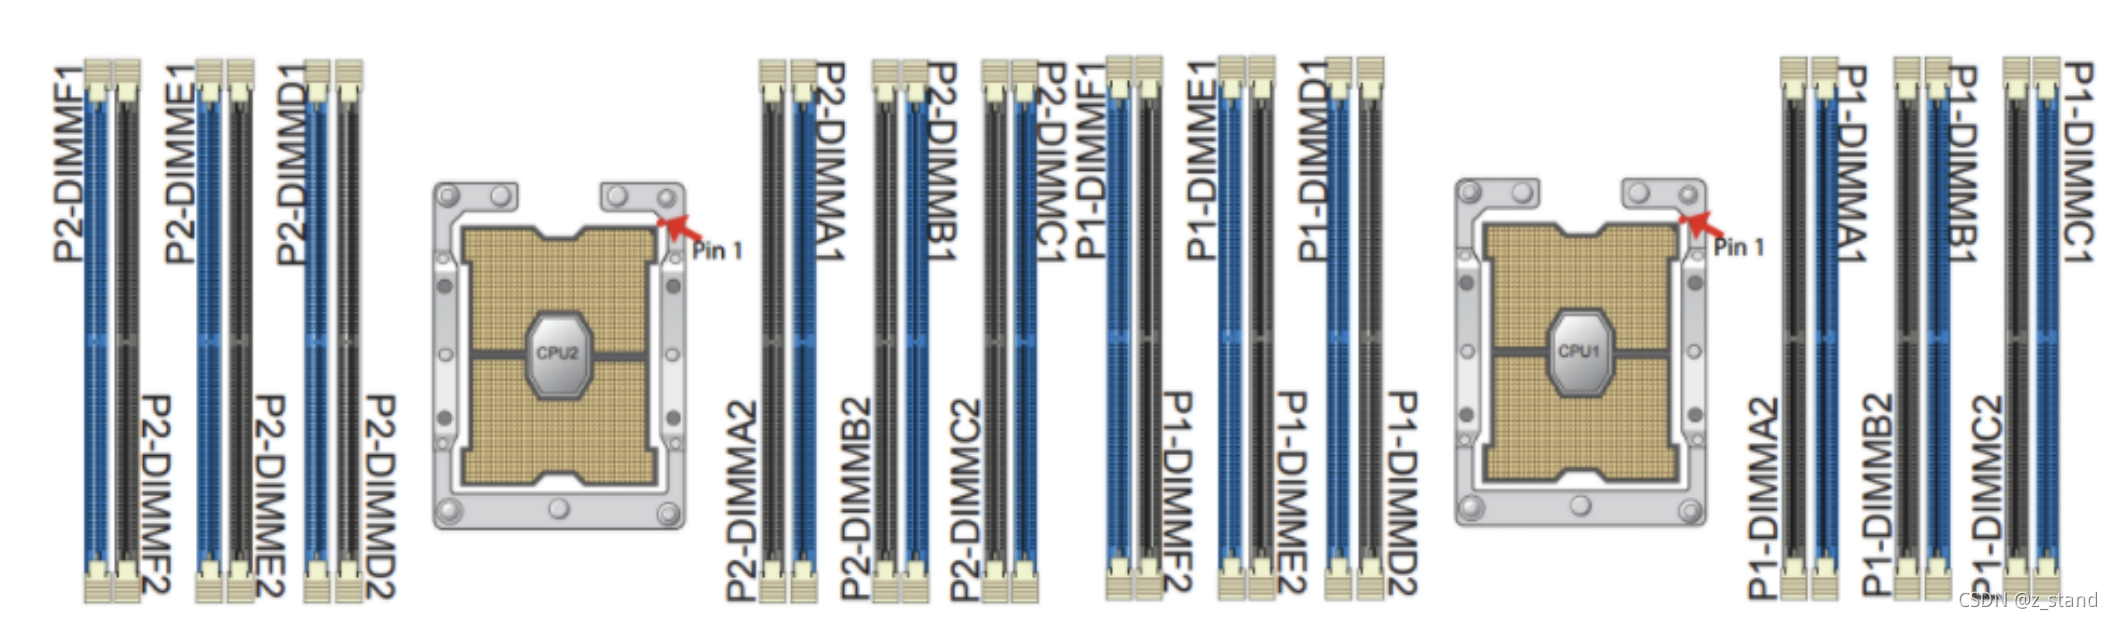 P2-DIMMF1
P2-DIMMF2
P2-DIMME1
P2-DIMME2
P2-DIMMD1
P2-DIMMD2
CPU2
Pin 1
P2-DIMMA2
P2-DIMMA1
P2-DIMMB2
P2-DIMMB1
P2-DIMMC2
P2-DIMMC1
P1-DIMMF1
P1-DIMMF2
P1-DIMME1
P1-DIMME2
P1-DIMMD1
P1-DIMMD2
CPU1
Pin 1
P1-DIMMA2
P1-DIMMA1
P1-DIMMB2
P1-DIMMB1
P1-DIMMC2
P1-DIMMC1
CSDN @z_stand